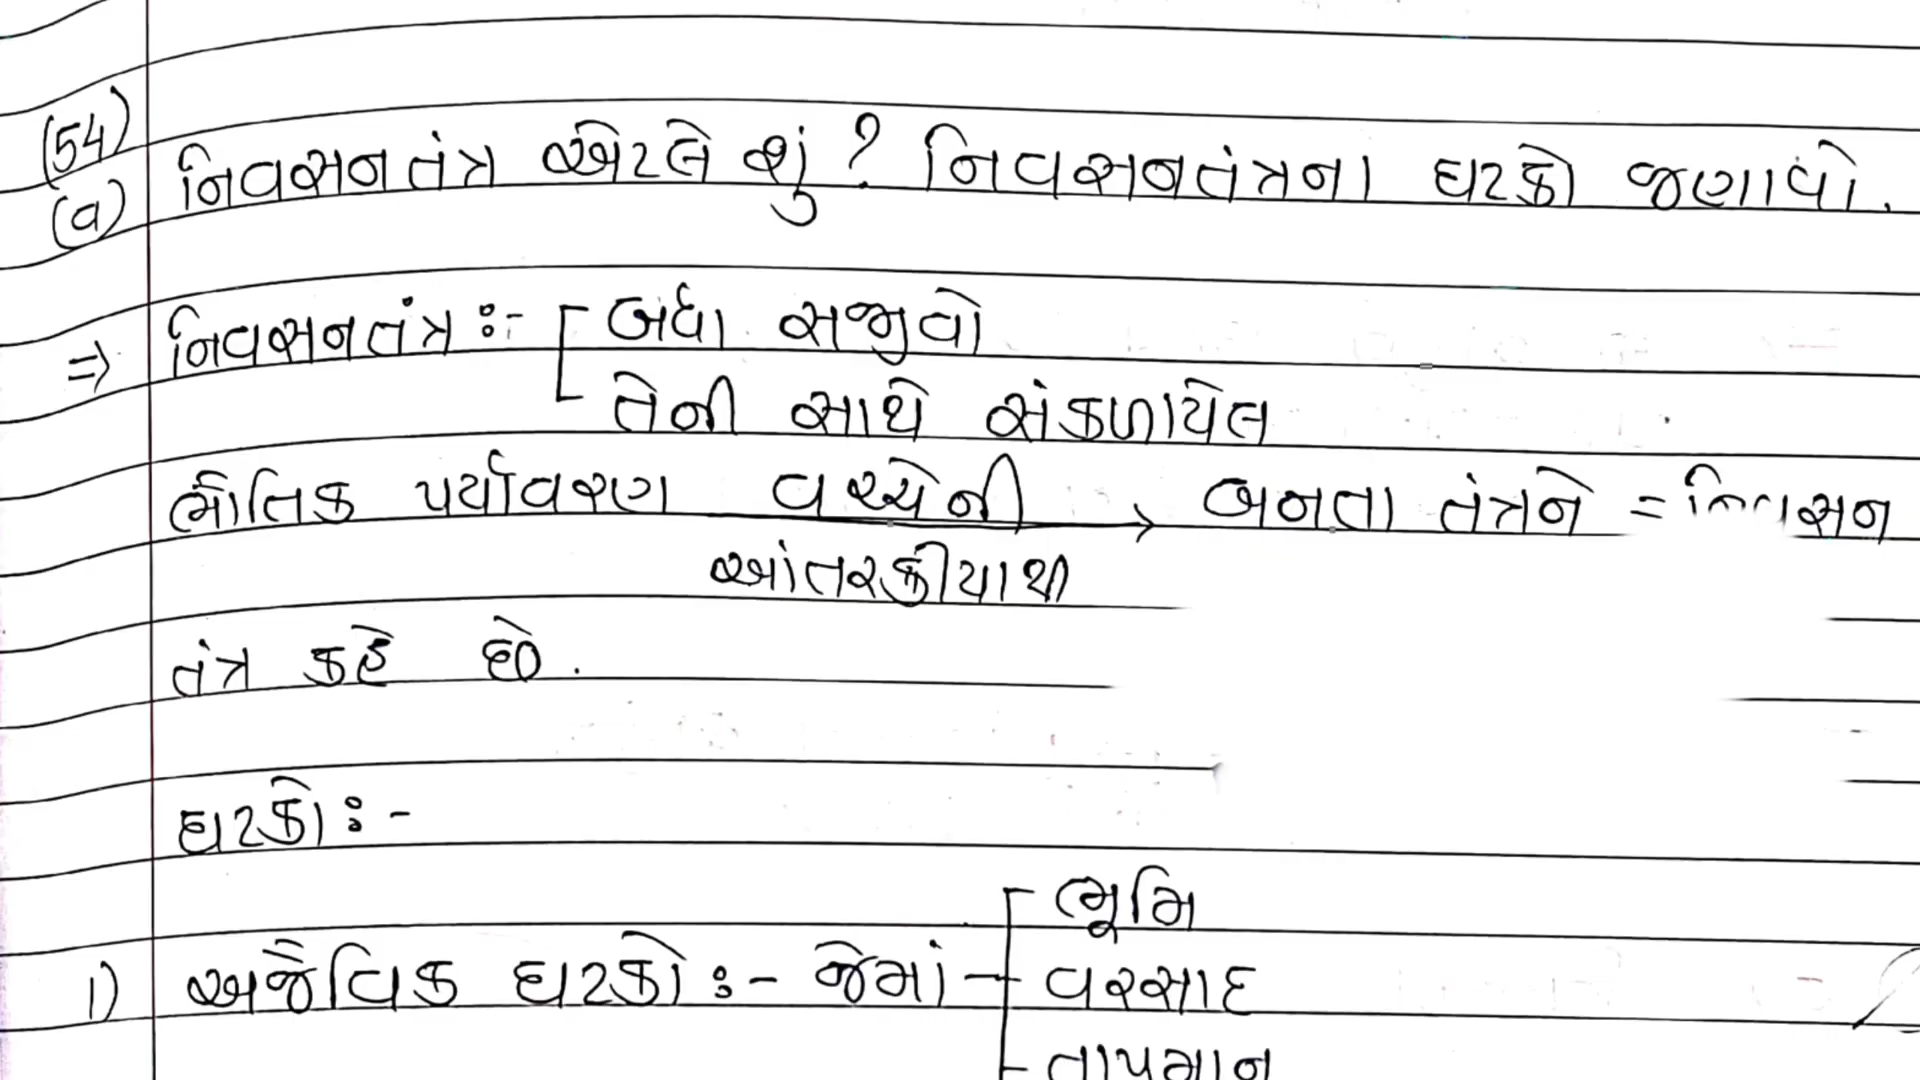 (54)
(a) નિવસનતંત્ર એટલે શું? નિવસનતંત્રના ઘટકો જણાવો.
⇒ નિવસનતંત્ર :- [ બધા સજીવો
તેની સાથે સંકળાયેલ
ભૌતિક પર્યાવરણ વચ્ચેની → બનતા તંત્રને = નિવસન
આંતરક્રીયાથી
તંત્ર કહે છે.
ઘટકો :-
ભૂમિ
1) અજૈવિક ઘટકો :- જેમાં વરસાદ
તાપમાન